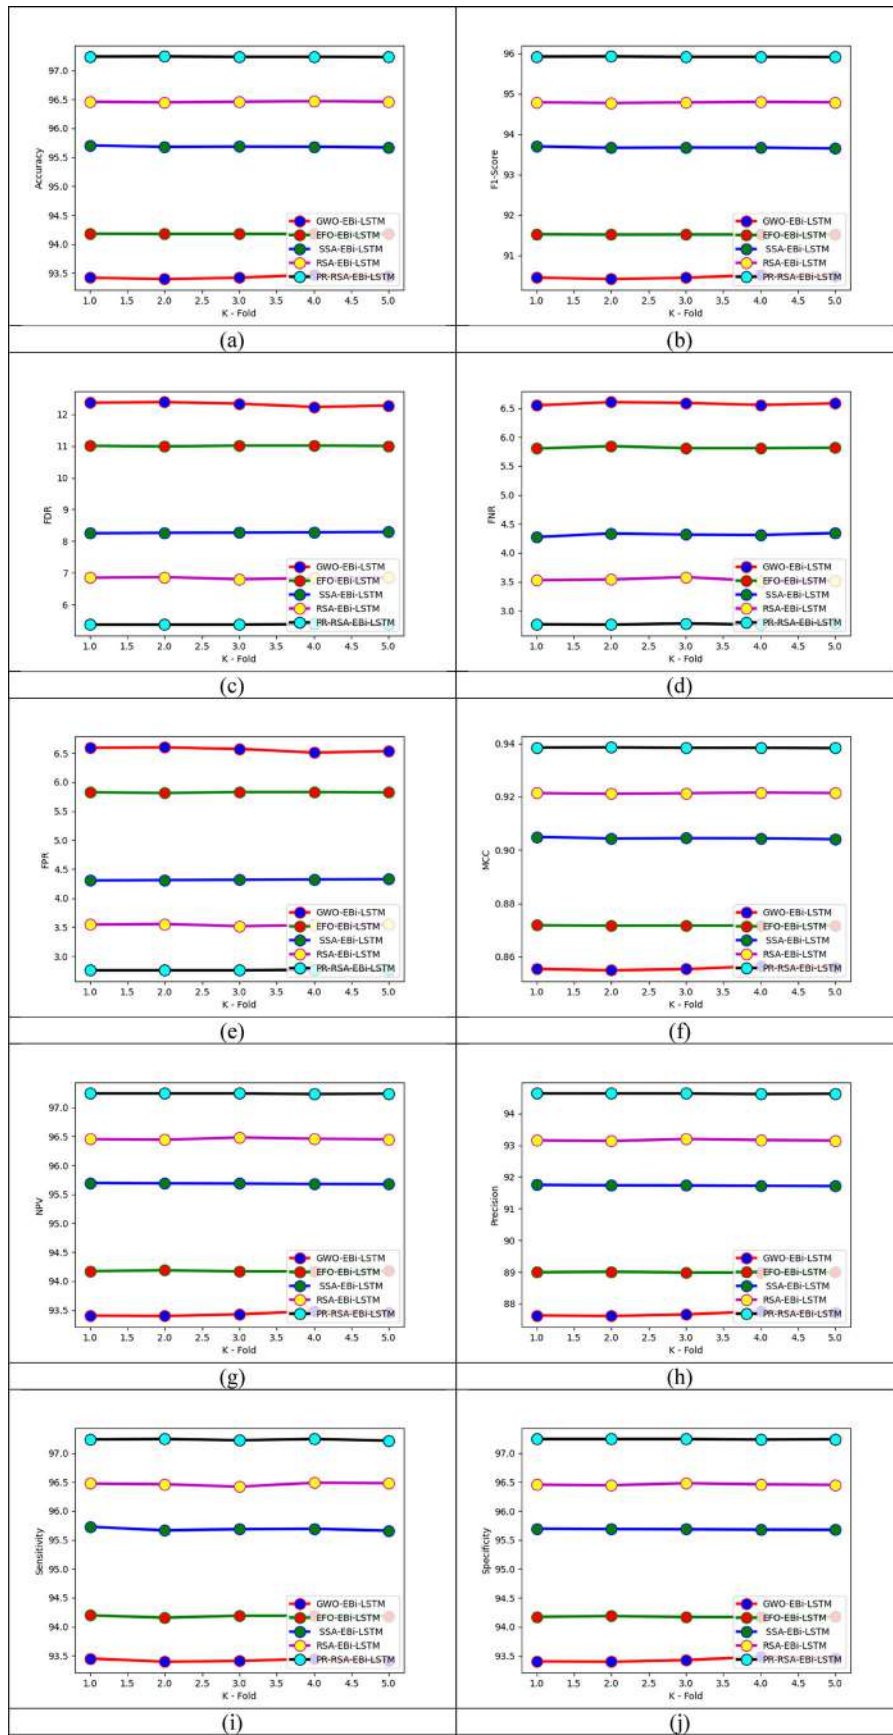 97.0
96.5
96.0
95.5
95.0
94.5
94.0
93.5
Accuracy
1.0 1.5 2.0 2.5 3.0 3.5 4.0 4.5 5.0
K - Fold
GWO-EBi-LSTM
EFO-EBi-LSTM
SSA-EBi-LSTM
RSA-EBi-LSTM
PR-RSA-EBi-LSTM
(a)
96
95
94
93
92
91
F1-Score
1.0 1.5 2.0 2.5 3.0 3.5 4.0 4.5 5.0
K - Fold
GWO-EBi-LSTM
EFO-EBi-LSTM
SSA-EBi-LSTM
RSA-EBi-LSTM
PR-RSA-EBi-LSTM
(b)
12
11
10
9
8
7
6
FDR
1.0 1.5 2.0 2.5 3.0 3.5 4.0 4.5 5.0
K - Fold
GWO-EBi-LSTM
EFO-EBi-LSTM
SSA-EBi-LSTM
RSA-EBi-LSTM
PR-RSA-EBi-LSTM
(c)
6.5
6.0
5.5
5.0
4.5
4.0
3.5
3.0
FNR
1.0 1.5 2.0 2.5 3.0 3.5 4.0 4.5 5.0
K - Fold
GWO-EBi-LSTM
EFO-EBi-LSTM
SSA-EBi-LSTM
RSA-EBi-LSTM
PR-RSA-EBi-LSTM
(d)
6.5
6.0
5.5
5.0
4.5
4.0
3.5
3.0
FPR
1.0 1.5 2.0 2.5 3.0 3.5 4.0 4.5 5.0
K - Fold
GWO-EBi-LSTM
EFO-EBi-LSTM
SSA-EBi-LSTM
RSA-EBi-LSTM
PR-RSA-EBi-LSTM
(e)
0.94
0.92
0.90
0.88
0.86
MCC
1.0 1.5 2.0 2.5 3.0 3.5 4.0 4.5 5.0
K - Fold
GWO-EBi-LSTM
EFO-EBi-LSTM
SSA-EBi-LSTM
RSA-EBi-LSTM
PR-RSA-EBi-LSTM
(f)
97.0
96.5
96.0
95.5
95.0
94.5
94.0
93.5
NPV
1.0 1.5 2.0 2.5 3.0 3.5 4.0 4.5 5.0
K - Fold
GWO-EBi-LSTM
EFO-EBi-LSTM
SSA-EBi-LSTM
RSA-EBi-LSTM
PR-RSA-EBi-LSTM
(g)
94
93
92
91
90
89
88
Precision
1.0 1.5 2.0 2.5 3.0 3.5 4.0 4.5 5.0
K - Fold
GWO-EBi-LSTM
EFO-EBi-LSTM
SSA-EBi-LSTM
RSA-EBi-LSTM
PR-RSA-EBi-LSTM
(h)
97.0
96.5
96.0
95.5
95.0
94.5
94.0
93.5
Sensitivity
1.0 1.5 2.0 2.5 3.0 3.5 4.0 4.5 5.0
K - Fold
GWO-EBi-LSTM
EFO-EBi-LSTM
SSA-EBi-LSTM
RSA-EBi-LSTM
PR-RSA-EBi-LSTM
(i)
97.0
96.5
96.0
95.5
95.0
94.5
94.0
93.5
Specificity
1.0 1.5 2.0 2.5 3.0 3.5 4.0 4.5 5.0
K - Fold
GWO-EBi-LSTM
EFO-EBi-LSTM
SSA-EBi-LSTM
RSA-EBi-LSTM
PR-RSA-EBi-LSTM
(j)